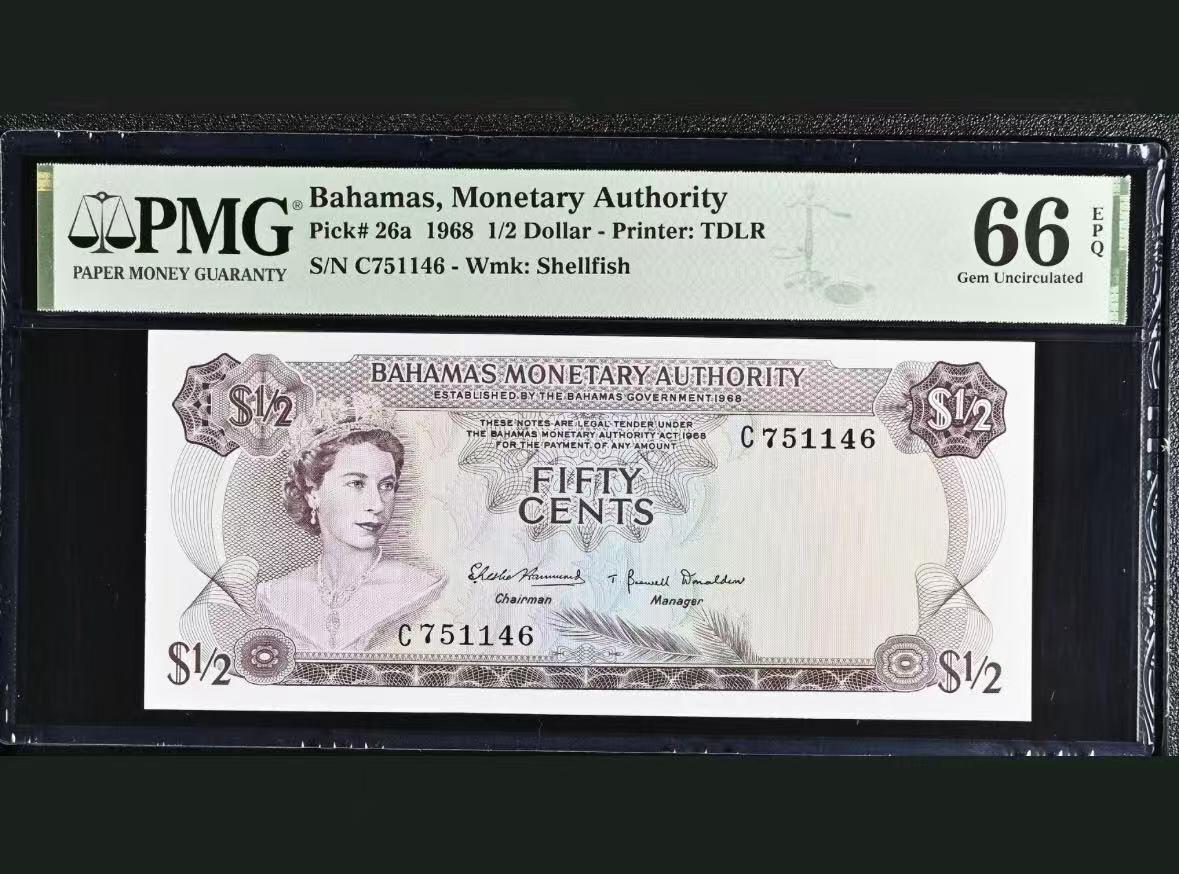 PMG®
PAPER MONEY GUARANTY
Bahamas, Monetary Authority
Pick# 26a 1968 1/2 Dollar - Printer: TDLR
S/N C751146 - Wmk: Shellfish
66
EPQ
Gem Uncirculated
$1/2
BAHAMAS MONETARY AUTHORITY
ESTABLISHED BY THE BAHAMAS GOVERNMENT 1968
$1/2
THESE NOTES ARE LEGAL TENDER UNDER
THE BAHAMAS MONETARY AUTHORITY ACT 1968
FOR THE PAYMENT OF ANY AMOUNT
C 751146
FIFTY
CENTS
Chairman
Manager
C 751146
$1/2
$1/2